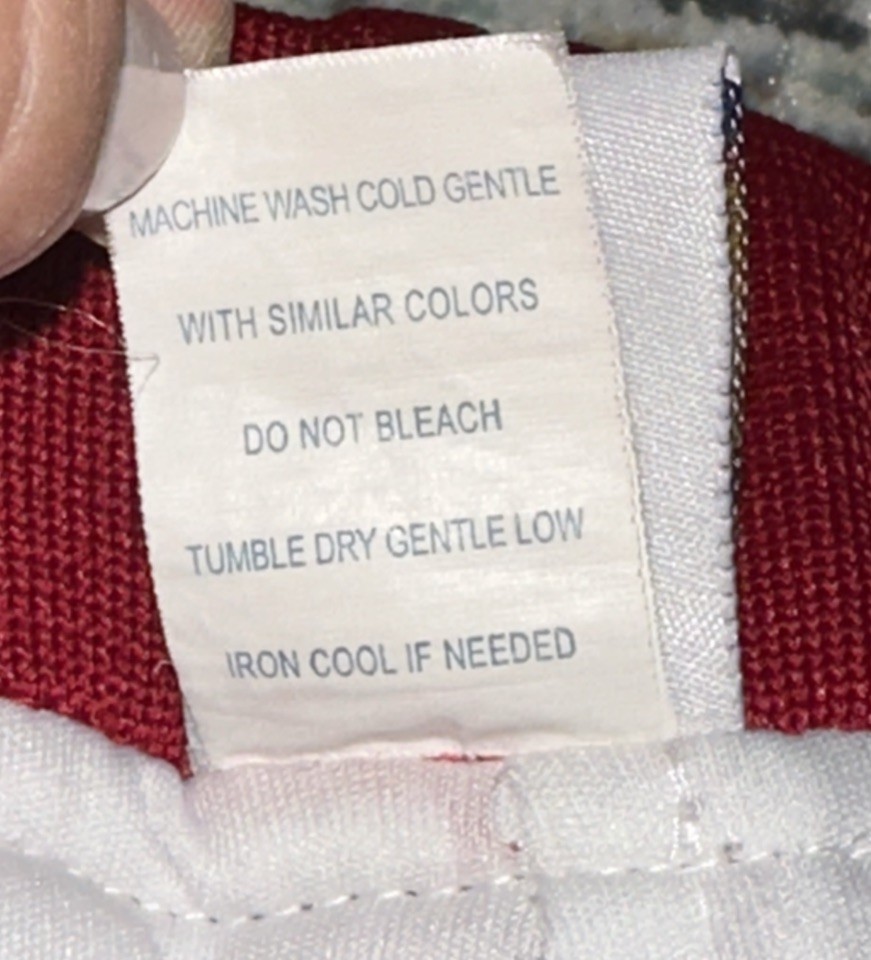 MACHINE WASH COLD GENTLE
WITH SIMILAR COLORS
DO NOT BLEACH
TUMBLE DRY GENTLE LOW
IRON COOL IF NEEDED